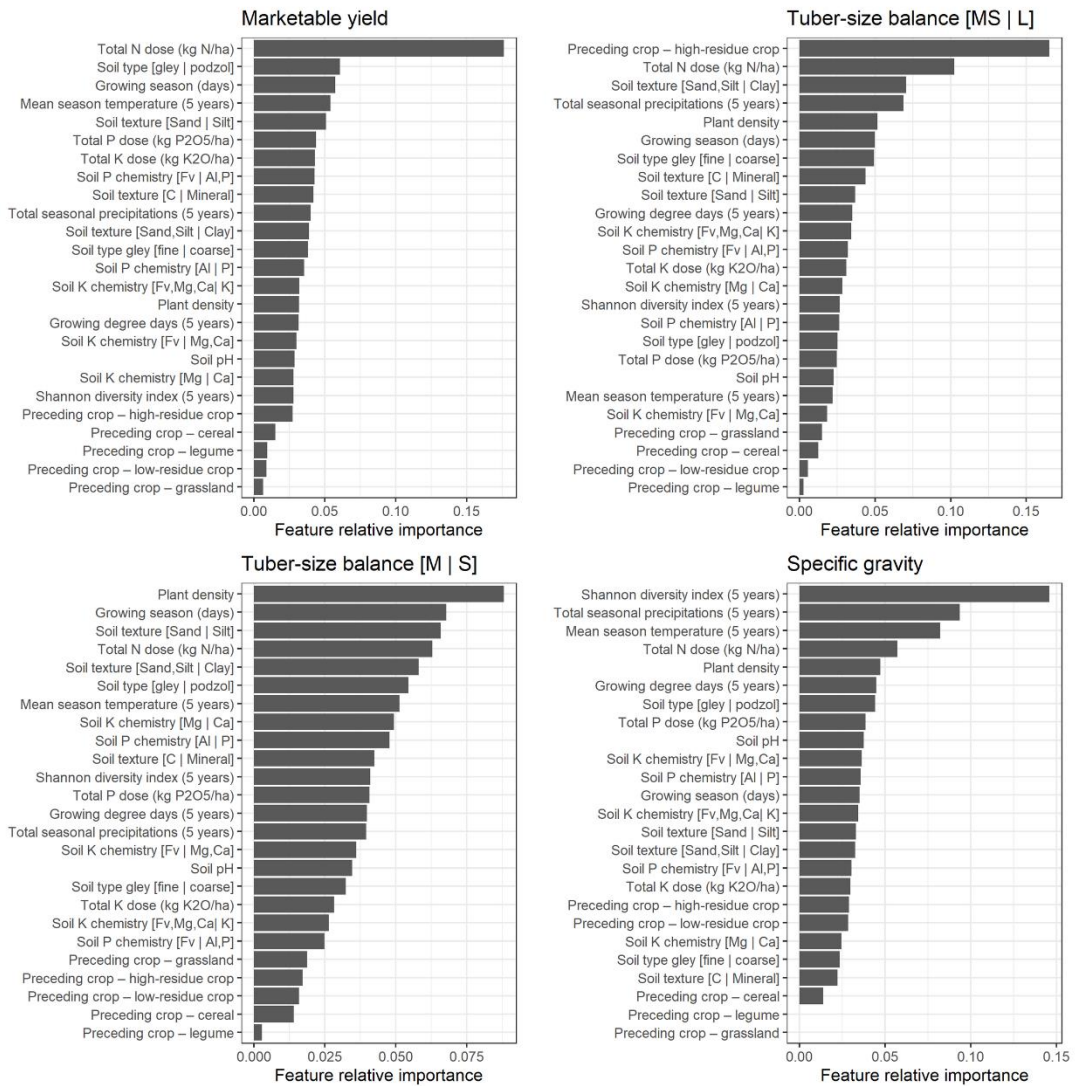 Marketable yield
Total N dose (kg N/ha)
Soil type [gley | podzol]
Growing season (days)
Mean season temperature (5 years)
Soil texture [Sand | Silt]
Total P dose (kg P2O5/ha)
Total K dose (kg K2O/ha)
Soil P chemistry [Fv | Al,P]
Soil texture [C | Mineral]
Total seasonal precipitations (5 years)
Soil texture [Sand,Silt | Clay]
Soil type gley [fine | coarse]
Soil P chemistry [Al | P]
Soil K chemistry [Fv,Mg,Ca| K]
Plant density
Growing degree days (5 years)
Soil K chemistry [Fv | Mg,Ca]
Soil pH
Soil K chemistry [Mg | Ca]
Shannon diversity index (5 years)
Preceding crop – high-residue crop
Preceding crop – cereal
Preceding crop – legume
Preceding crop – low-residue crop
Preceding crop – grassland
0.00 0.05 0.10 0.15
Feature relative importance
Tuber-size balance [MS | L]
Preceding crop – high-residue crop
Total N dose (kg N/ha)
Soil texture [Sand,Silt | Clay]
Total seasonal precipitations (5 years)
Plant density
Growing season (days)
Soil type gley [fine | coarse]
Soil texture [C | Mineral]
Soil texture [Sand | Silt]
Growing degree days (5 years)
Soil K chemistry [Fv,Mg,Ca| K]
Soil P chemistry [Fv | Al,P]
Total K dose (kg K2O/ha)
Soil K chemistry [Mg | Ca]
Shannon diversity index (5 years)
Soil P chemistry [Al | P]
Soil type [gley | podzol]
Total P dose (kg P2O5/ha)
Soil pH
Mean season temperature (5 years)
Soil K chemistry [Fv | Mg,Ca]
Preceding crop – grassland
Preceding crop – cereal
Preceding crop – low-residue crop
Preceding crop – legume
0.00 0.05 0.10 0.15
Feature relative importance
Tuber-size balance [M | S]
Plant density
Growing season (days)
Soil texture [Sand | Silt]
Total N dose (kg N/ha)
Soil texture [Sand,Silt | Clay]
Soil type [gley | podzol]
Mean season temperature (5 years)
Soil K chemistry [Mg | Ca]
Soil P chemistry [Al | P]
Soil texture [C | Mineral]
Shannon diversity index (5 years)
Total P dose (kg P2O5/ha)
Growing degree days (5 years)
Total seasonal precipitations (5 years)
Soil K chemistry [Fv | Mg,Ca]
Soil pH
Soil type gley [fine | coarse]
Total K dose (kg K2O/ha)
Soil K chemistry [Fv,Mg,Ca| K]
Soil P chemistry [Fv | Al,P]
Preceding crop – grassland
Preceding crop – high-residue crop
Preceding crop – low-residue crop
Preceding crop – cereal
Preceding crop – legume
0.000 0.025 0.050 0.075
Feature relative importance
Specific gravity
Shannon diversity index (5 years)
Total seasonal precipitations (5 years)
Mean season temperature (5 years)
Total N dose (kg N/ha)
Plant density
Growing degree days (5 years)
Soil type [gley | podzol]
Total P dose (kg P2O5/ha)
Soil pH
Soil K chemistry [Fv | Mg,Ca]
Soil P chemistry [Al | P]
Growing season (days)
Soil K chemistry [Fv,Mg,Ca| K]
Soil texture [Sand | Silt]
Soil texture [Sand,Silt | Clay]
Soil P chemistry [Fv | Al,P]
Total K dose (kg K2O/ha)
Preceding crop – high-residue crop
Preceding crop – low-residue crop
Soil K chemistry [Mg | Ca]
Soil type gley [fine | coarse]
Soil texture [C | Mineral]
Preceding crop – cereal
Preceding crop – legume
Preceding crop – grassland
0.00 0.05 0.10 0.15
Feature relative importance